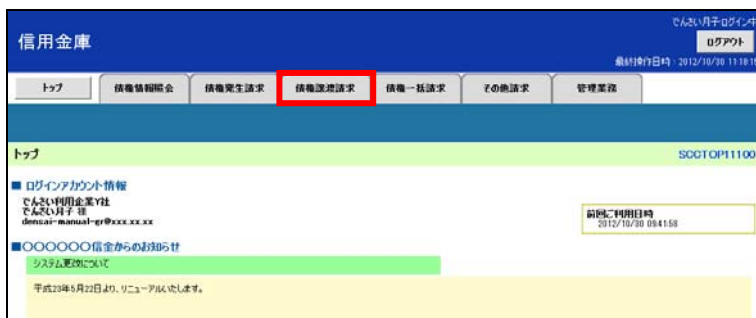 でんさい月子ログイン中
信用金庫
ログアウト
最終操作日時：2012/10/30 11:18:19
トップ 債権情報照会 債権発生請求 債権譲渡請求 債権一括請求 その他請求 管理業務
トップ SCCTOP11100
■ ログインアカウント情報
でんさい利用企業Y社
でんさい月子 様
densai-manual-gr@xxx.xx.xx
前回ご利用日時
2012/10/30 09:41:58
■〇〇〇〇〇〇信金からのお知らせ
システム更改について
平成23年5月22日より、リニューアルいたします。